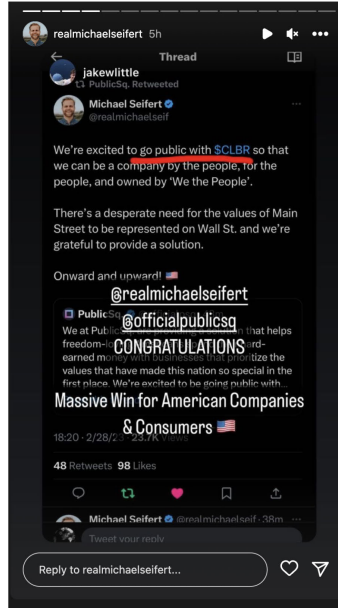 realmichaelseifert 5h
Thread
jakewlittle
PublicSq. Retweeted
Michael Seifert
@realmichaelseif
We're excited to go public with $CLBR so that
we can be a company by the people, for the
people, and owned by 'We the People'.
There's a desperate need for the values of Main
Street to be represented on Wall St. and we're
grateful to provide a solution.
Onward and upward! 🇺🇸
@realmichaelseifert
PublicSq.
@officialpublicsq
We at PublicSq. are providing a solution that helps
CONGRATULATIONS
earned money with businesses that prioritize the
values that have made this nation so special in the
first place. We're excited to be going public with...
Massive Win for American Companies
& Consumers 🇺🇸
18:20 · 2/28/23 · 23.7K Views
48 Retweets 98 Likes
Michael Seifert @realmichaelseif · 38m
Tweet your reply
Reply to realmichaelseifert...